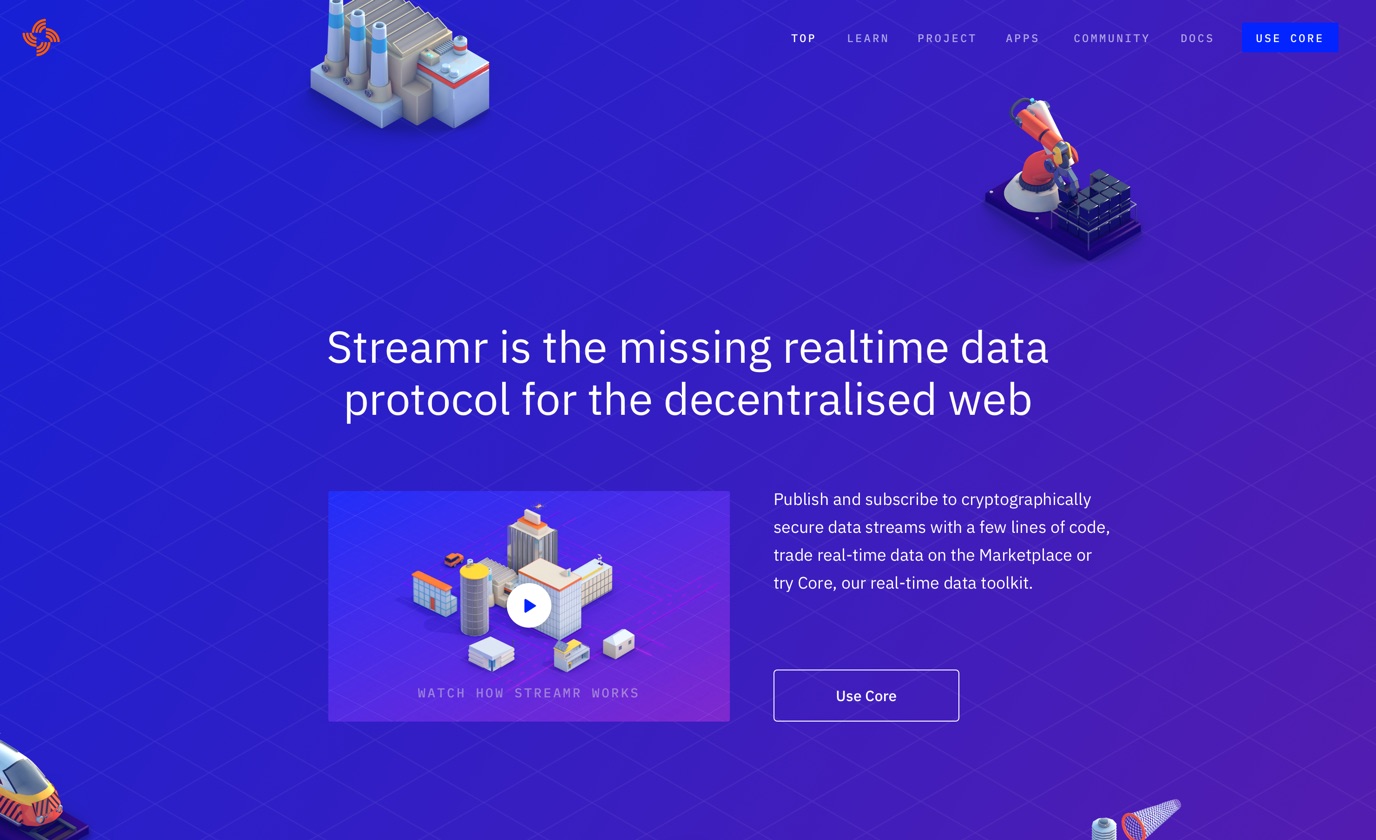 TOP LEARN PROJECT APPS COMMUNITY DOCS USE CORE
Streamr is the missing realtime data
protocol for the decentralised web
Publish and subscribe to cryptographically
secure data streams with a few lines of code,
trade real-time data on the Marketplace or
try Core, our real-time data toolkit.
WATCH HOW STREAMR WORKS
Use Core